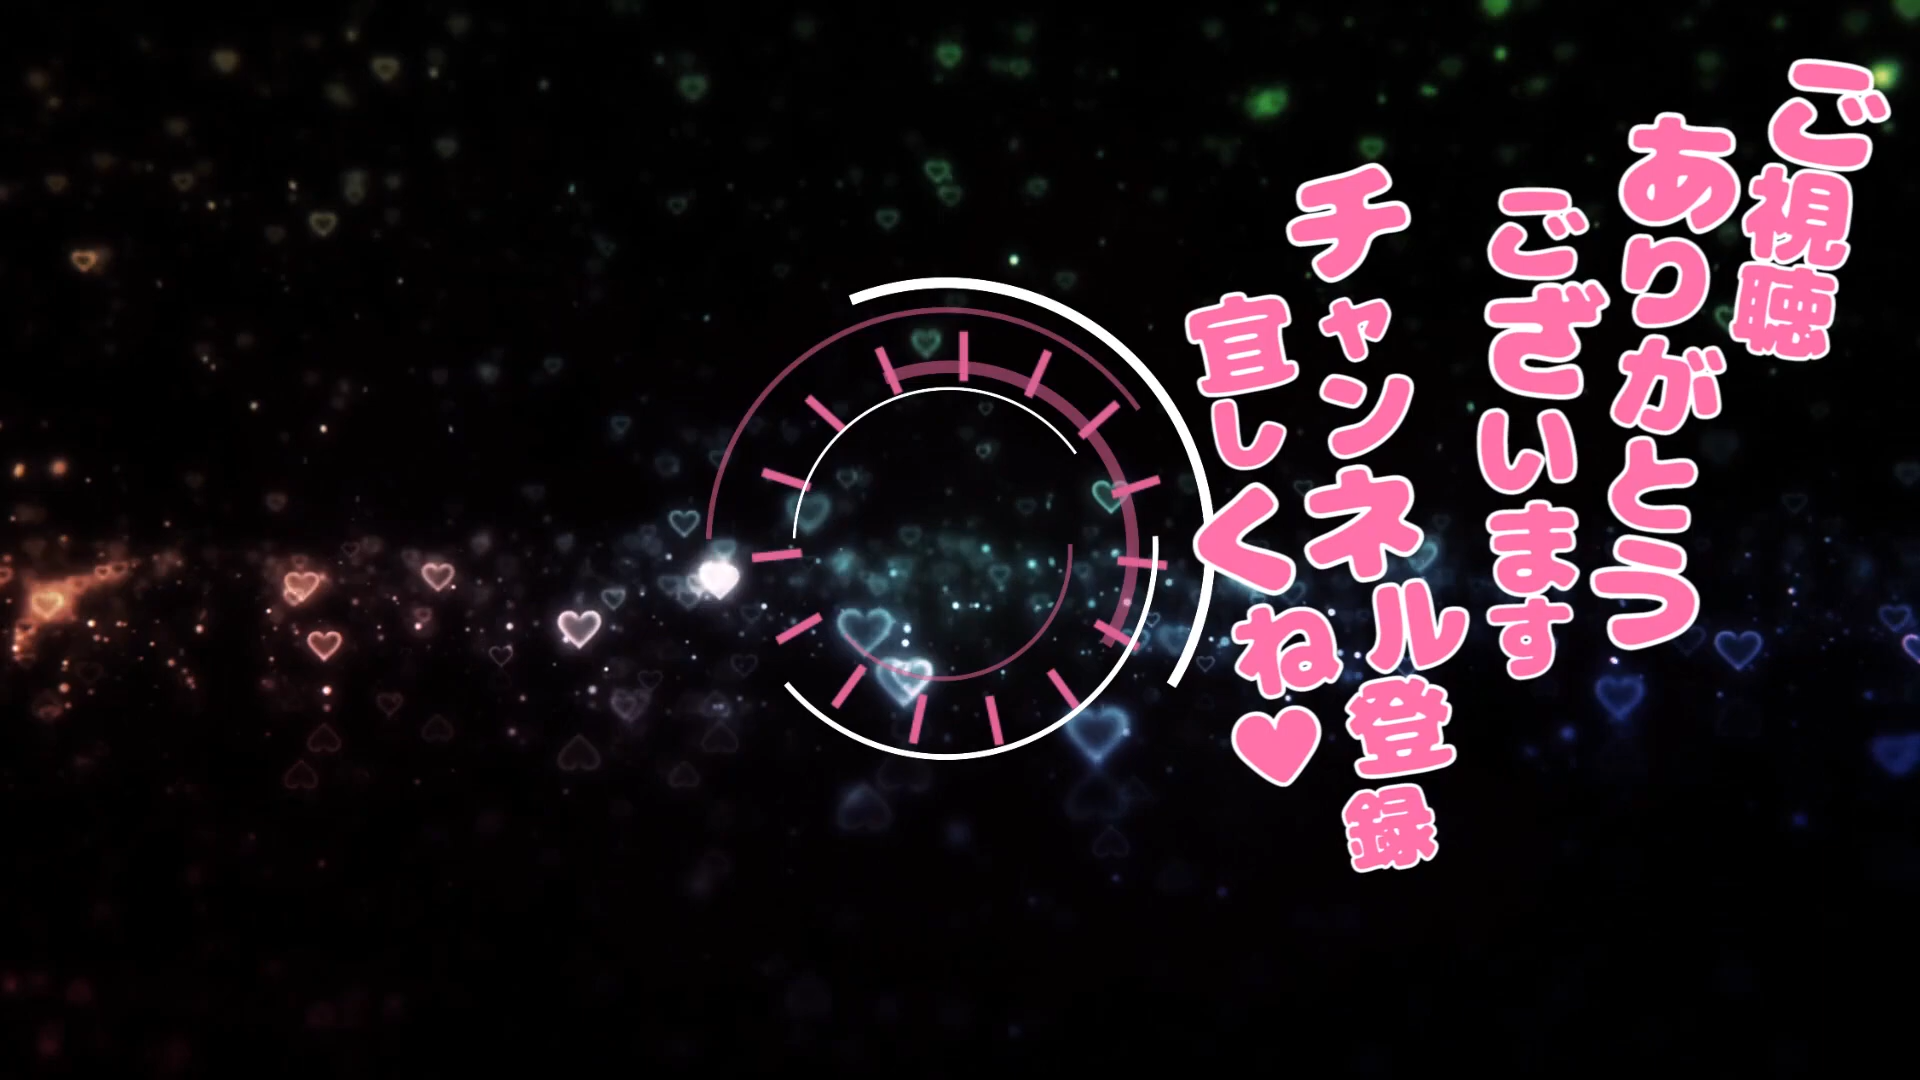 ご視聴
ありがとう
ございます
チャンネル登録
宜しくね♥